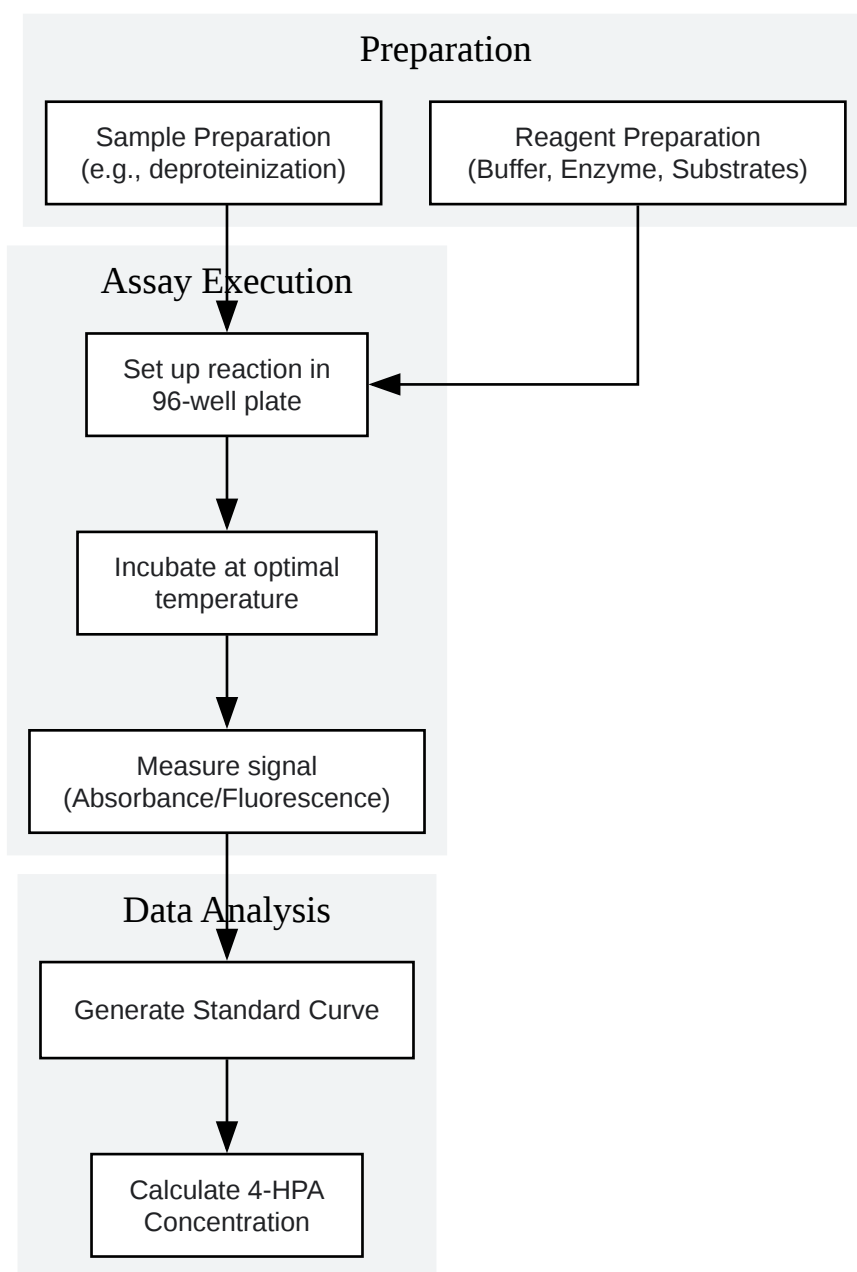 Preparation
Sample Preparation
(e.g., deproteinization)
Reagent Preparation
(Buffer, Enzyme, Substrates)
Assay Execution
Set up reaction in
96-well plate
Incubate at optimal
temperature
Measure signal
(Absorbance/Fluorescence)
Data Analysis
Generate Standard Curve
Calculate 4-HPA
Concentration